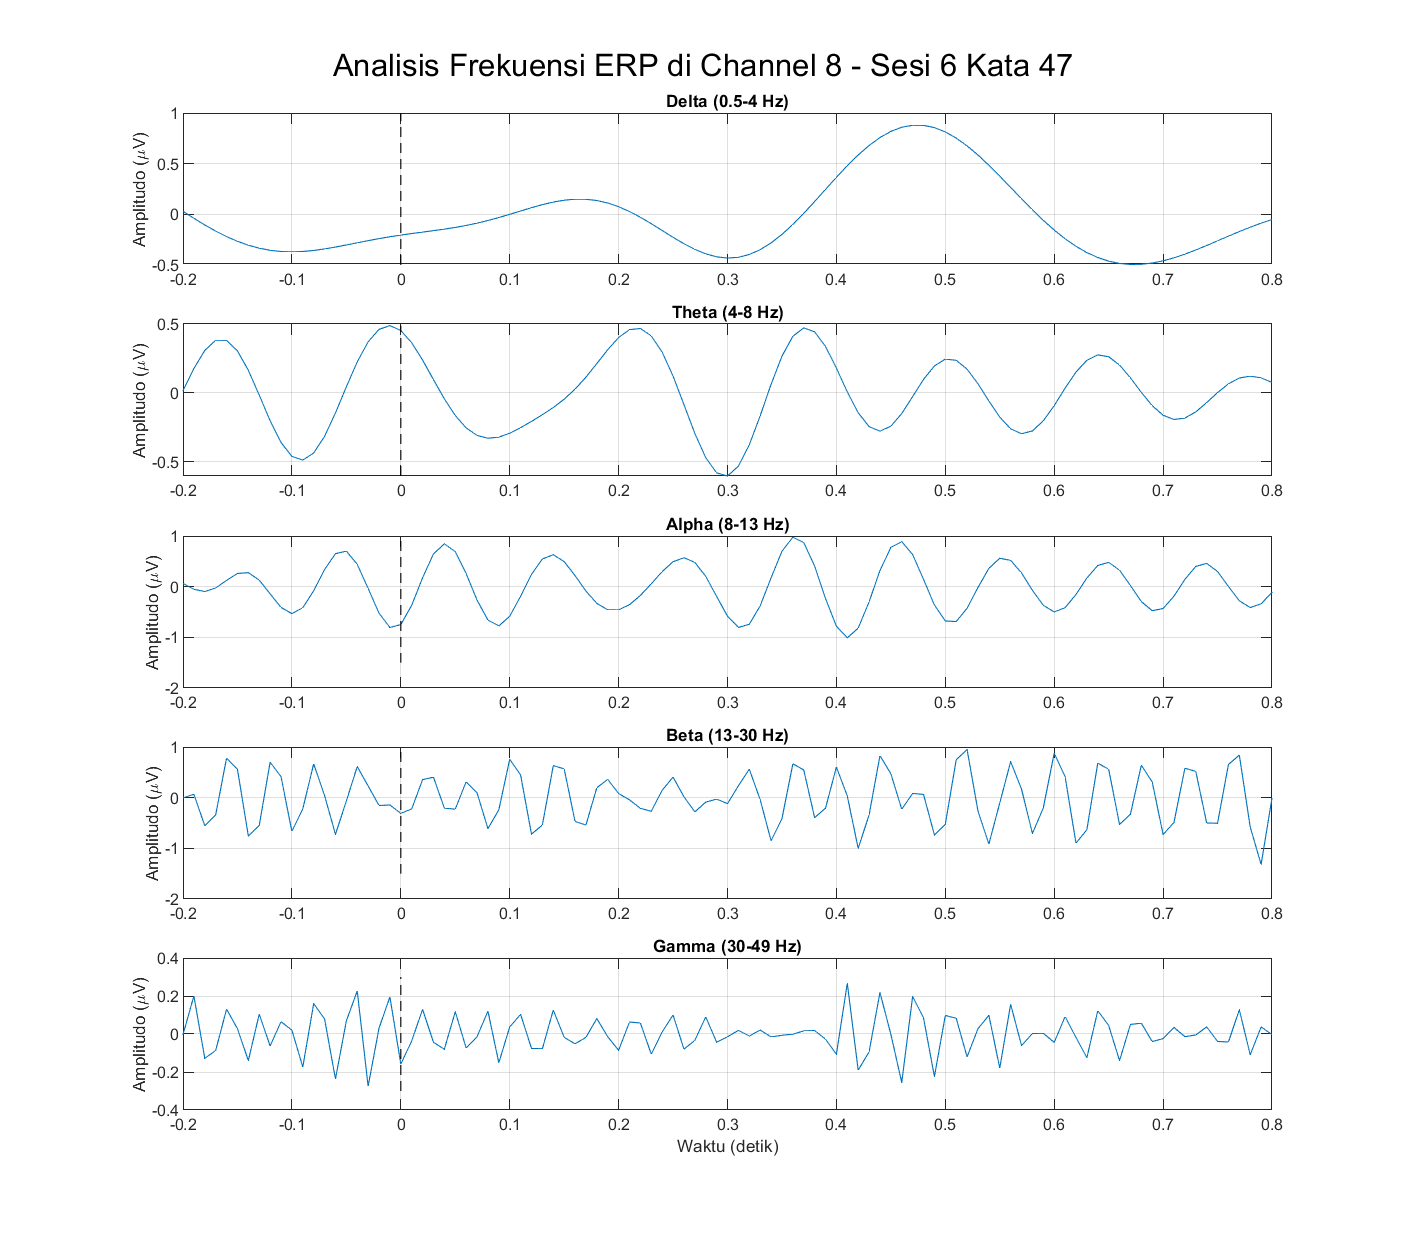 Analisis Frekuensi ERP di Channel 8 - Sesi 6 Kata 47
Delta (0.5-4 Hz)
Amplitudo (μV)
1
0.5
0
-0.5
-0.2 -0.1 0 0.1 0.2 0.3 0.4 0.5 0.6 0.7 0.8
Theta (4-8 Hz)
Amplitudo (μV)
0.5
0
-0.5
-0.2 -0.1 0 0.1 0.2 0.3 0.4 0.5 0.6 0.7 0.8
Alpha (8-13 Hz)
Amplitudo (μV)
1
0
-1
-2
-0.2 -0.1 0 0.1 0.2 0.3 0.4 0.5 0.6 0.7 0.8
Beta (13-30 Hz)
Amplitudo (μV)
1
0
-1
-2
-0.2 -0.1 0 0.1 0.2 0.3 0.4 0.5 0.6 0.7 0.8
Gamma (30-49 Hz)
Amplitudo (μV)
0.4
0.2
0
-0.2
-0.4
-0.2 -0.1 0 0.1 0.2 0.3 0.4 0.5 0.6 0.7 0.8
Waktu (detik)